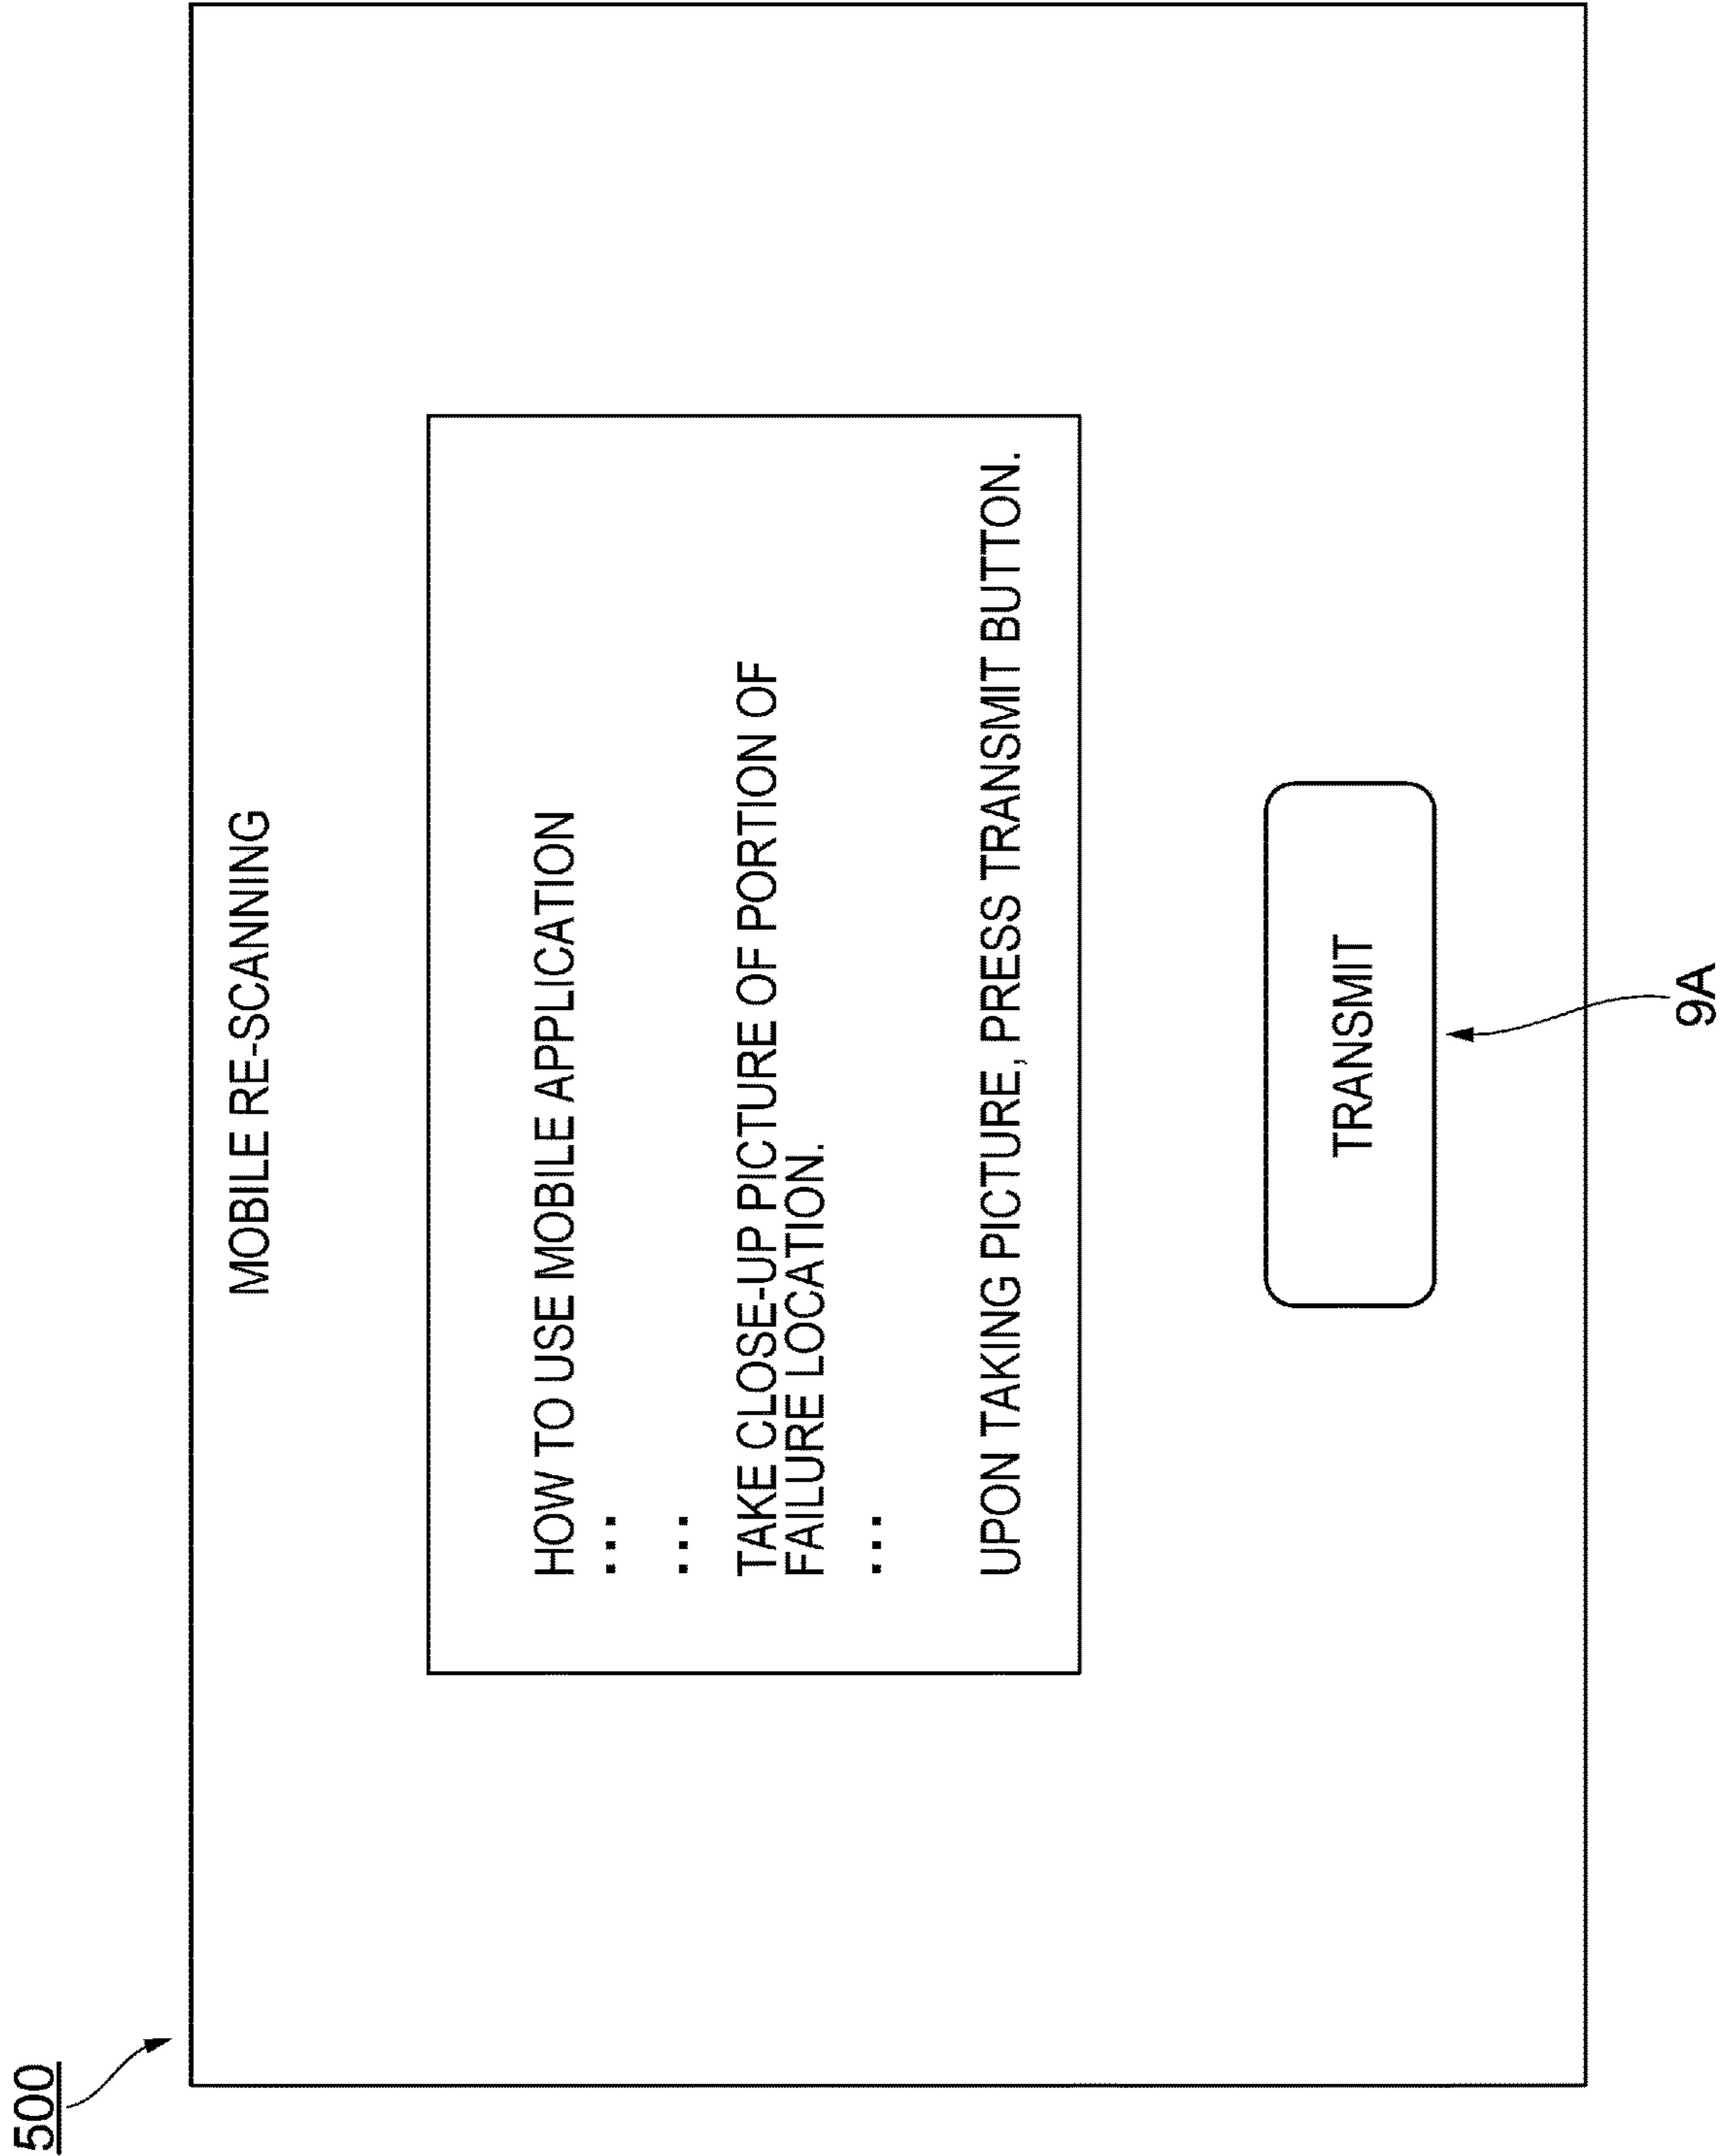 500
MOBILE RE-SCANNING
HOW TO USE MOBILE APPLICATION
...
...
TAKE CLOSE-UP PICTURE OF PORTION OF
FAILURE LOCATION.
...
UPON TAKING PICTURE, PRESS TRANSMIT BUTTON.
TRANSMIT
9A